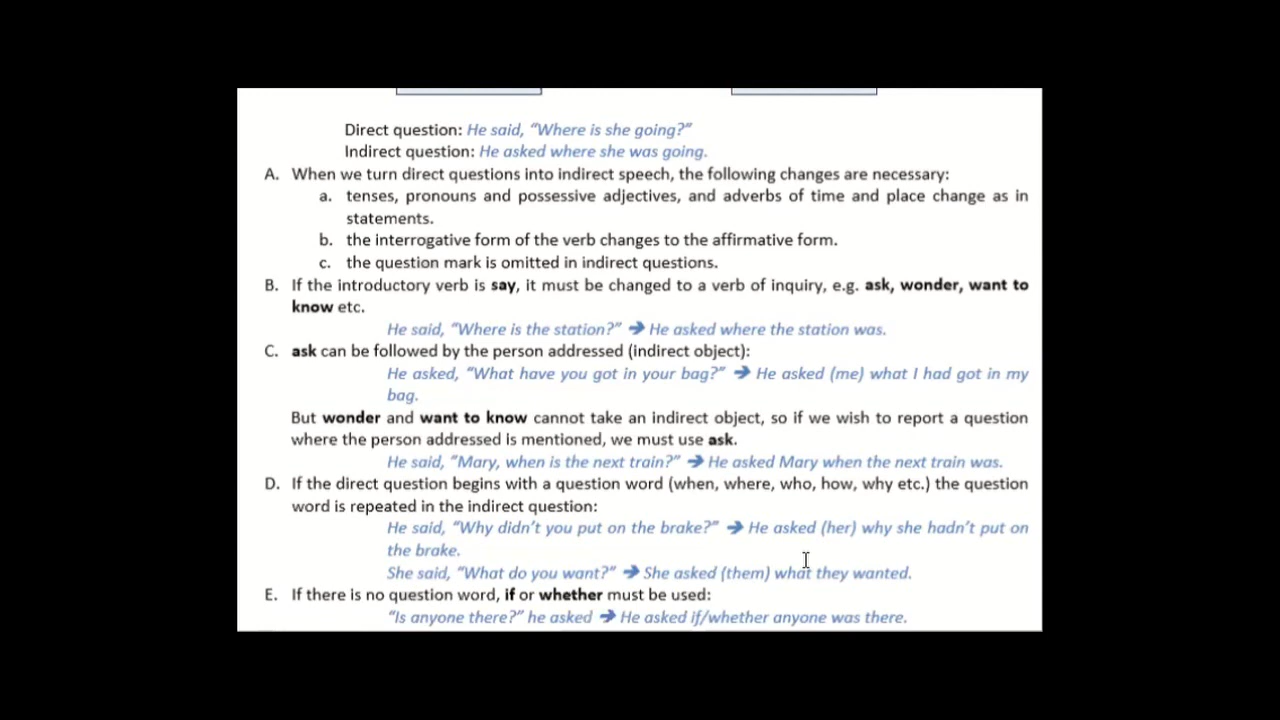 Direct question: He said, “Where is she going?”
Indirect question: He asked where she was going.
A. When we turn direct questions into indirect speech, the following changes are necessary:
a. tenses, pronouns and possessive adjectives, and adverbs of time and place change as in
statements.
b. the interrogative form of the verb changes to the affirmative form.
c. the question mark is omitted in indirect questions.
B. If the introductory verb is say, it must be changed to a verb of inquiry, e.g. ask, wonder, want to
know etc.
He said, “Where is the station?” ➔ He asked where the station was.
C. ask can be followed by the person addressed (indirect object):
He asked, “What have you got in your bag?” ➔ He asked (me) what I had got in my
bag.
But wonder and want to know cannot take an indirect object, so if we wish to report a question
where the person addressed is mentioned, we must use ask.
He said, “Mary, when is the next train?” ➔ He asked Mary when the next train was.
D. If the direct question begins with a question word (when, where, who, how, why etc.) the question
word is repeated in the indirect question:
He said, “Why didn’t you put on the brake?” ➔ He asked (her) why she hadn’t put on
the brake.
She said, “What do you want?” ➔ She asked (them) what they wanted.
E. If there is no question word, if or whether must be used:
“Is anyone there?” he asked ➔ He asked if/whether anyone was there.